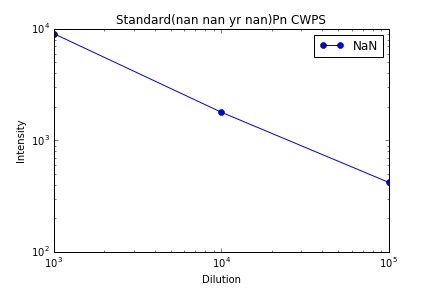 Standard(nan nan yr nan)Pn CWPS
NaN
Intensity
10^4
10^3
10^2
10^3 10^4 10^5
Dilution